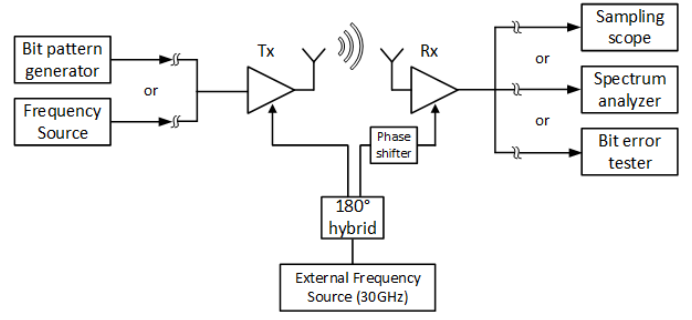 Bit pattern
generator
or
Frequency
Source
Tx
Rx
Sampling
scope
or
Spectrum
analyzer
or
Bit error
tester
Phase
shifter
180°
hybrid
External Frequency
Source (30GHz)